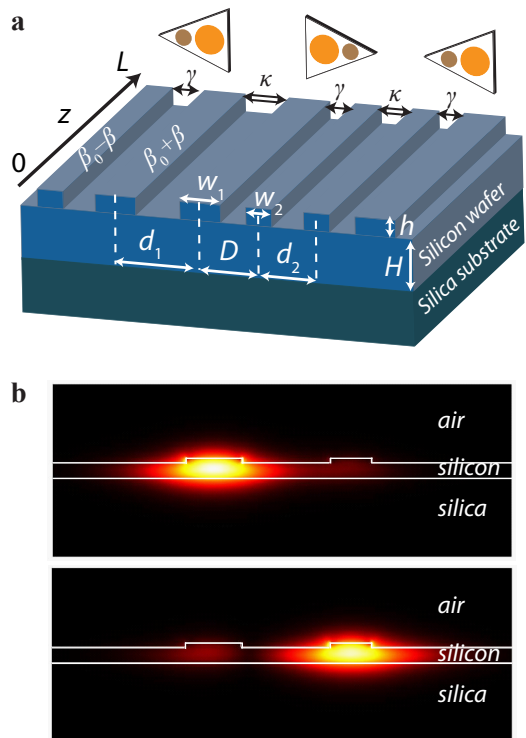 a
L
γ
κ
γ
κ
γ
z
β₀–β
β₀+β
0
w₁
w₂
h
d₁
D
d₂
H
Silicon wafer
Silica substrate
b
air
silicon
silica
air
silicon
silica